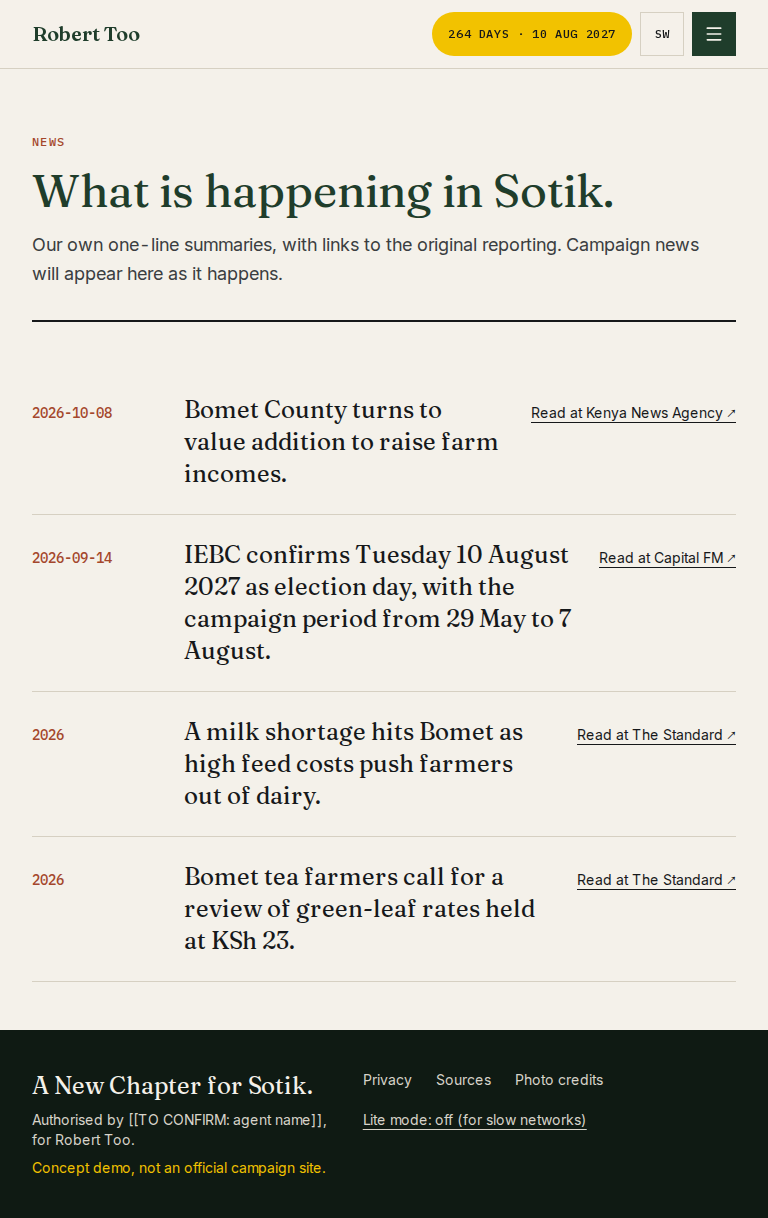 Robert Too
264 DAYS · 10 AUG 2027
SW
NEWS
What is happening in Sotik.
Our own one-line summaries, with links to the original reporting. Campaign news
will appear here as it happens.
2026-10-08
Bomet County turns to
value addition to raise farm
incomes.
Read at Kenya News Agency ↗
2026-09-14
IEBC confirms Tuesday 10 August
2027 as election day, with the
campaign period from 29 May to 7
August.
Read at Capital FM ↗
2026
A milk shortage hits Bomet as
high feed costs push farmers
out of dairy.
Read at The Standard ↗
2026
Bomet tea farmers call for a
review of green-leaf rates held
at KSh 23.
Read at The Standard ↗
A New Chapter for Sotik.
Authorised by [[TO CONFIRM: agent name]],
for Robert Too.
Concept demo, not an official campaign site.
Privacy Sources Photo credits
Lite mode: off (for slow networks)